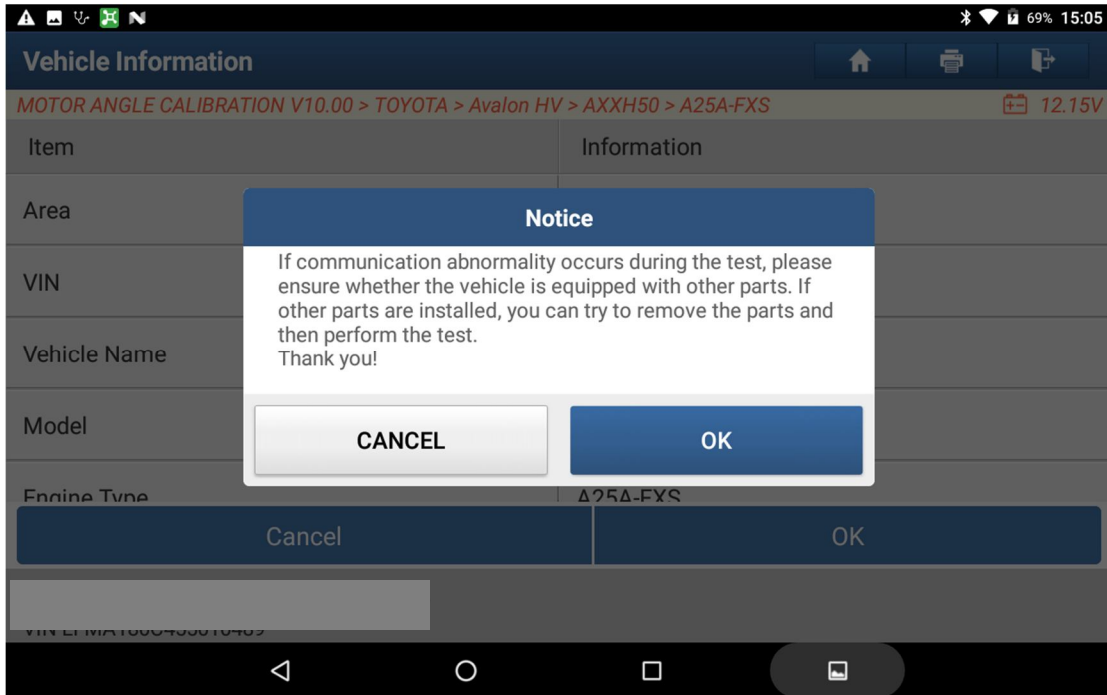 69% 15:05
Vehicle Information
MOTOR ANGLE CALIBRATION V10.00 > TOYOTA > Avalon HV > AXXH50 > A25A-FXS 12.15V
Item Information
Area
Notice
If communication abnormality occurs during the test, please
ensure whether the vehicle is equipped with other parts. If
other parts are installed, you can try to remove the parts and
then perform the test.
Thank you!
VIN
Vehicle Name
Model
CANCEL OK
Engine Type A25A-FXS
Cancel OK
VIN